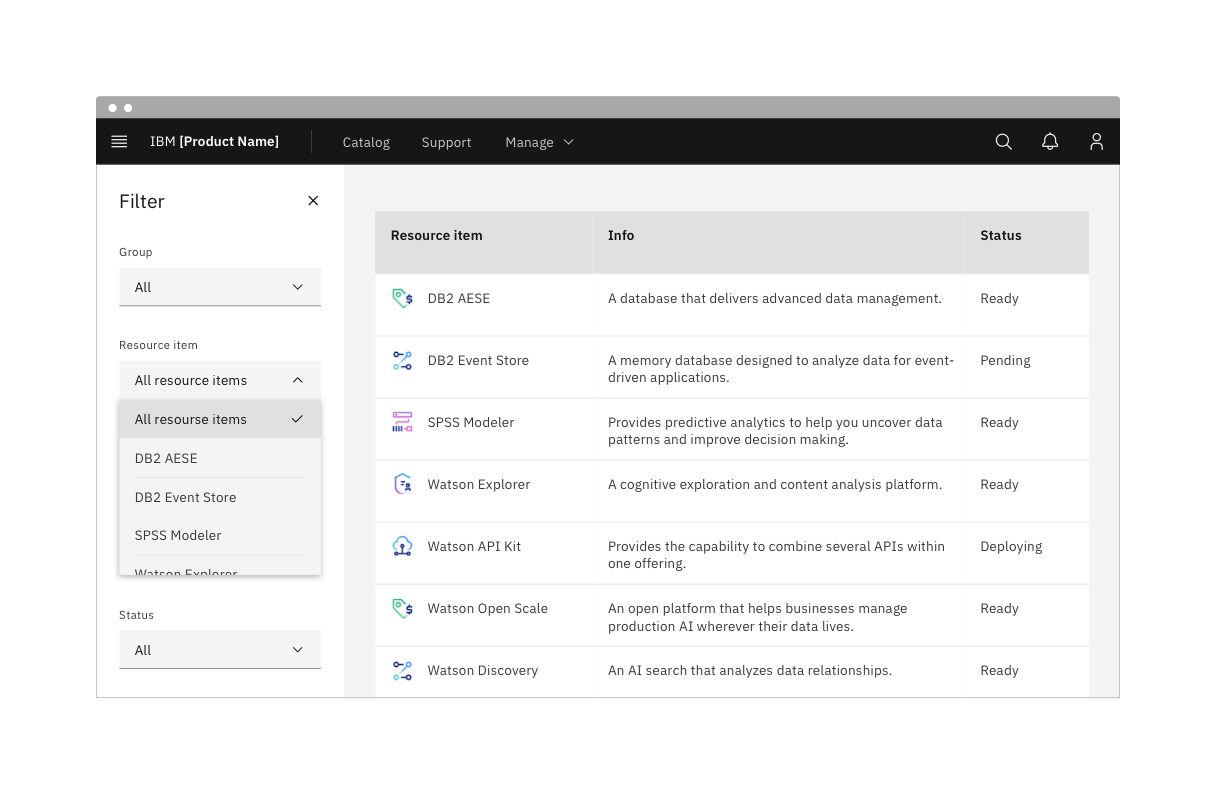 IBM [Product Name]
Catalog
Support
Manage
Filter
Group
All
Resource item
All resource items
All resourse items
DB2 AESE
DB2 Event Store
SPSS Modeler
Watson Explorer
Status
All
Resource item Info Status
DB2 AESE A database that delivers advanced data management. Ready
DB2 Event Store A memory database designed to analyze data for event- Pending
driven applications.
SPSS Modeler Provides predictive analytics to help you uncover data Ready
patterns and improve decision making.
Watson Explorer A cognitive exploration and content analysis platform. Ready
Watson API Kit Provides the capability to combine several APIs within Deploying
one offering.
Watson Open Scale An open platform that helps businesses manage Ready
production AI wherever their data lives.
Watson Discovery An AI search that analyzes data relationships. Ready